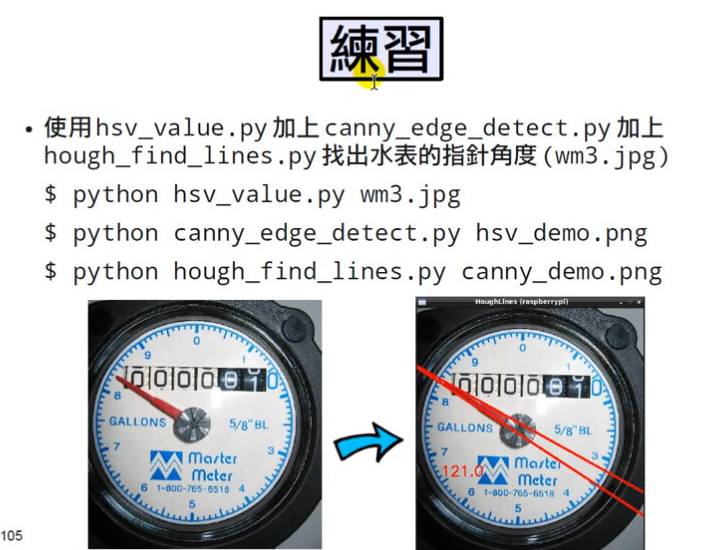 練習
• 使用hsv_value.py 加上 canny_edge_detect.py 加上
hough_find_lines.py 找出水表的指針角度 (wm3.jpg)
$ python hsv_value.py wm3.jpg
$ python canny_edge_detect.py hsv_demo.png
$ python hough_find_lines.py canny_demo.png
0
9
1
0 0 0 0 8 1 0
8
GALLONS
5/8" BL
7
3
Master
Meter
6 1-800-765-6518 4
5
HoughLines (raspberrypi)
0
9
1
0 0 0 0 8 1 0
8
GALLONS
5/8" BL
7
3
121.0
Master
Meter
6 1-800-765-6518 4
5
105